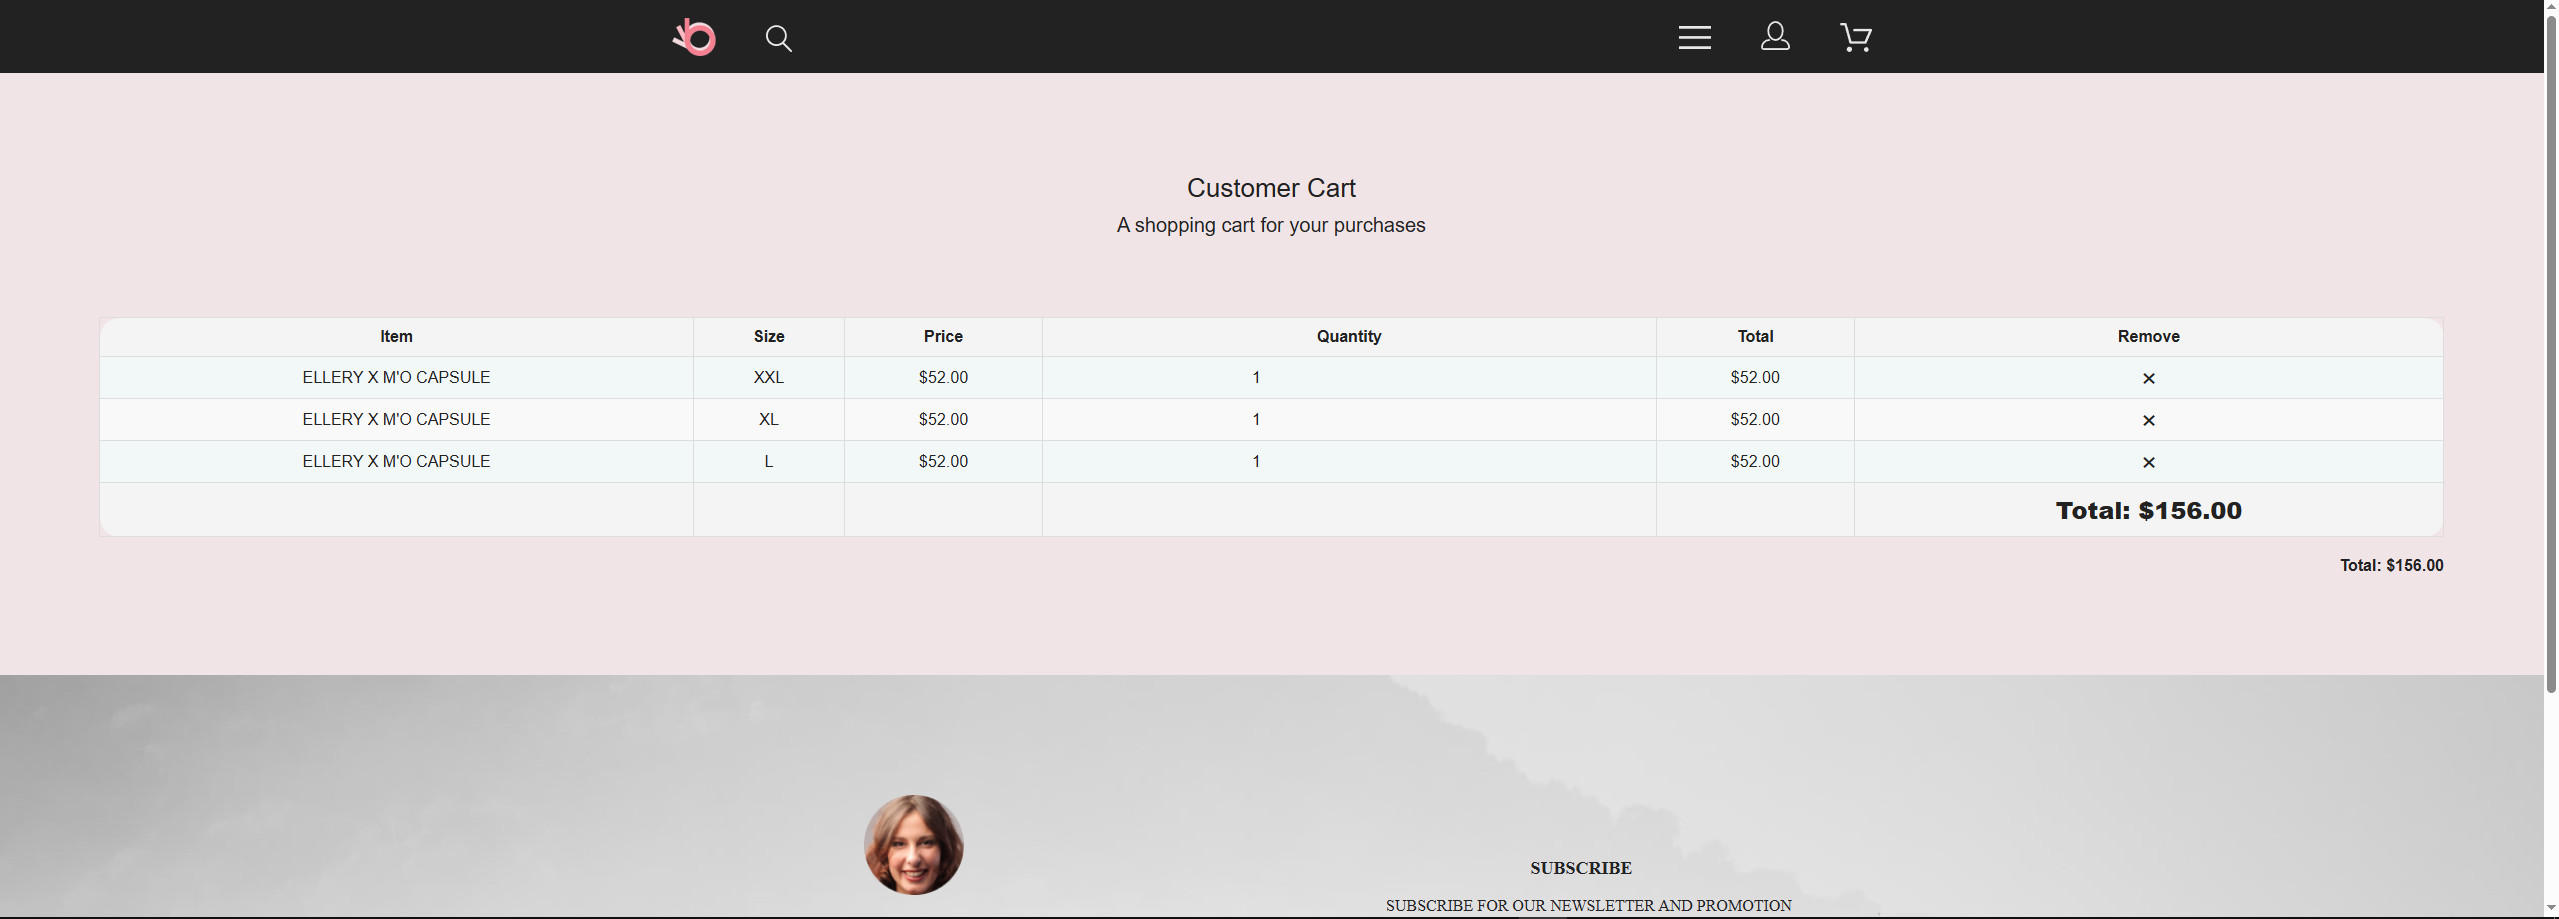 Customer Cart
A shopping cart for your purchases
Item Size Price Quantity Total Remove
ELLERY X M'O CAPSULE XXL $52.00 1 $52.00 ×
ELLERY X M'O CAPSULE XL $52.00 1 $52.00 ×
ELLERY X M'O CAPSULE L $52.00 1 $52.00 ×
Total: $156.00
Total: $156.00
SUBSCRIBE
SUBSCRIBE FOR OUR NEWSLETTER AND PROMOTION